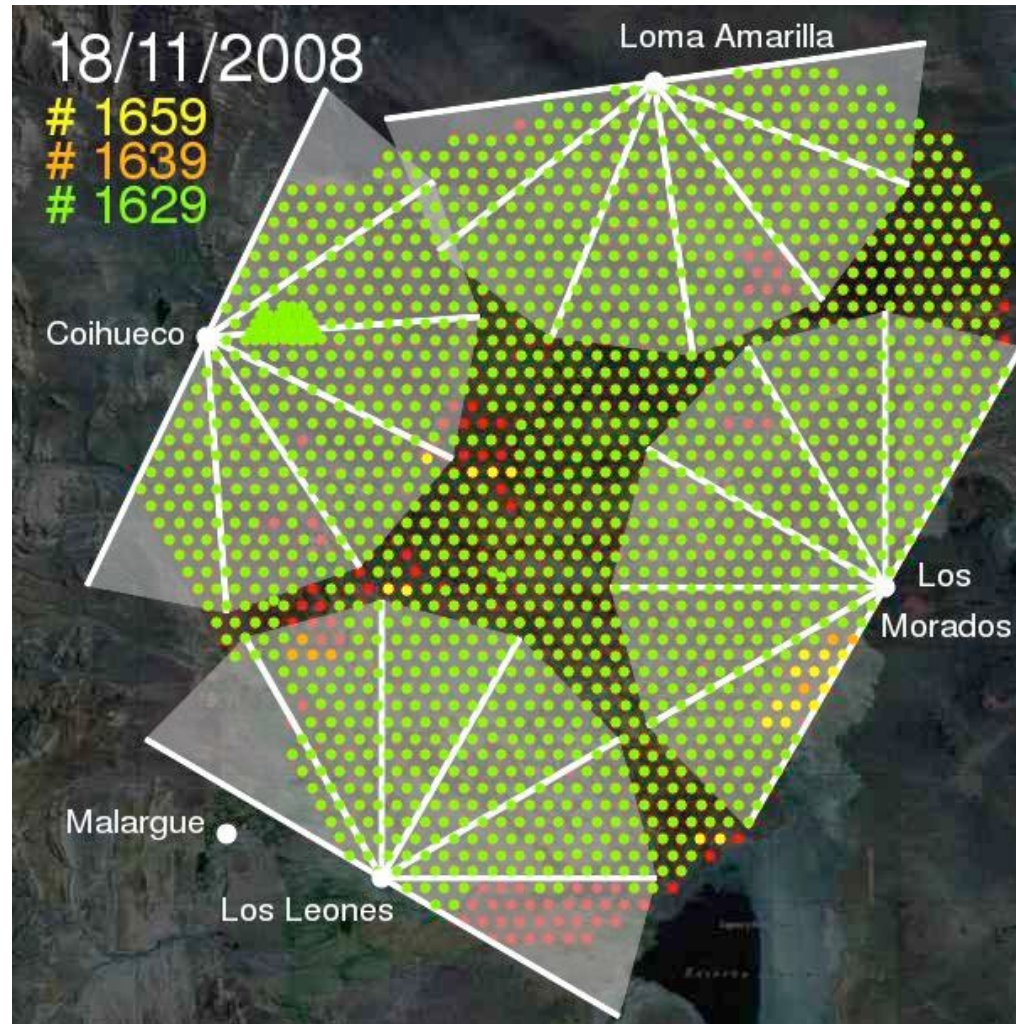 18/11/2008
# 1659
# 1639
# 1629
Loma Amarilla
Coihueco
Los
Morados
Malargue
Los Leones